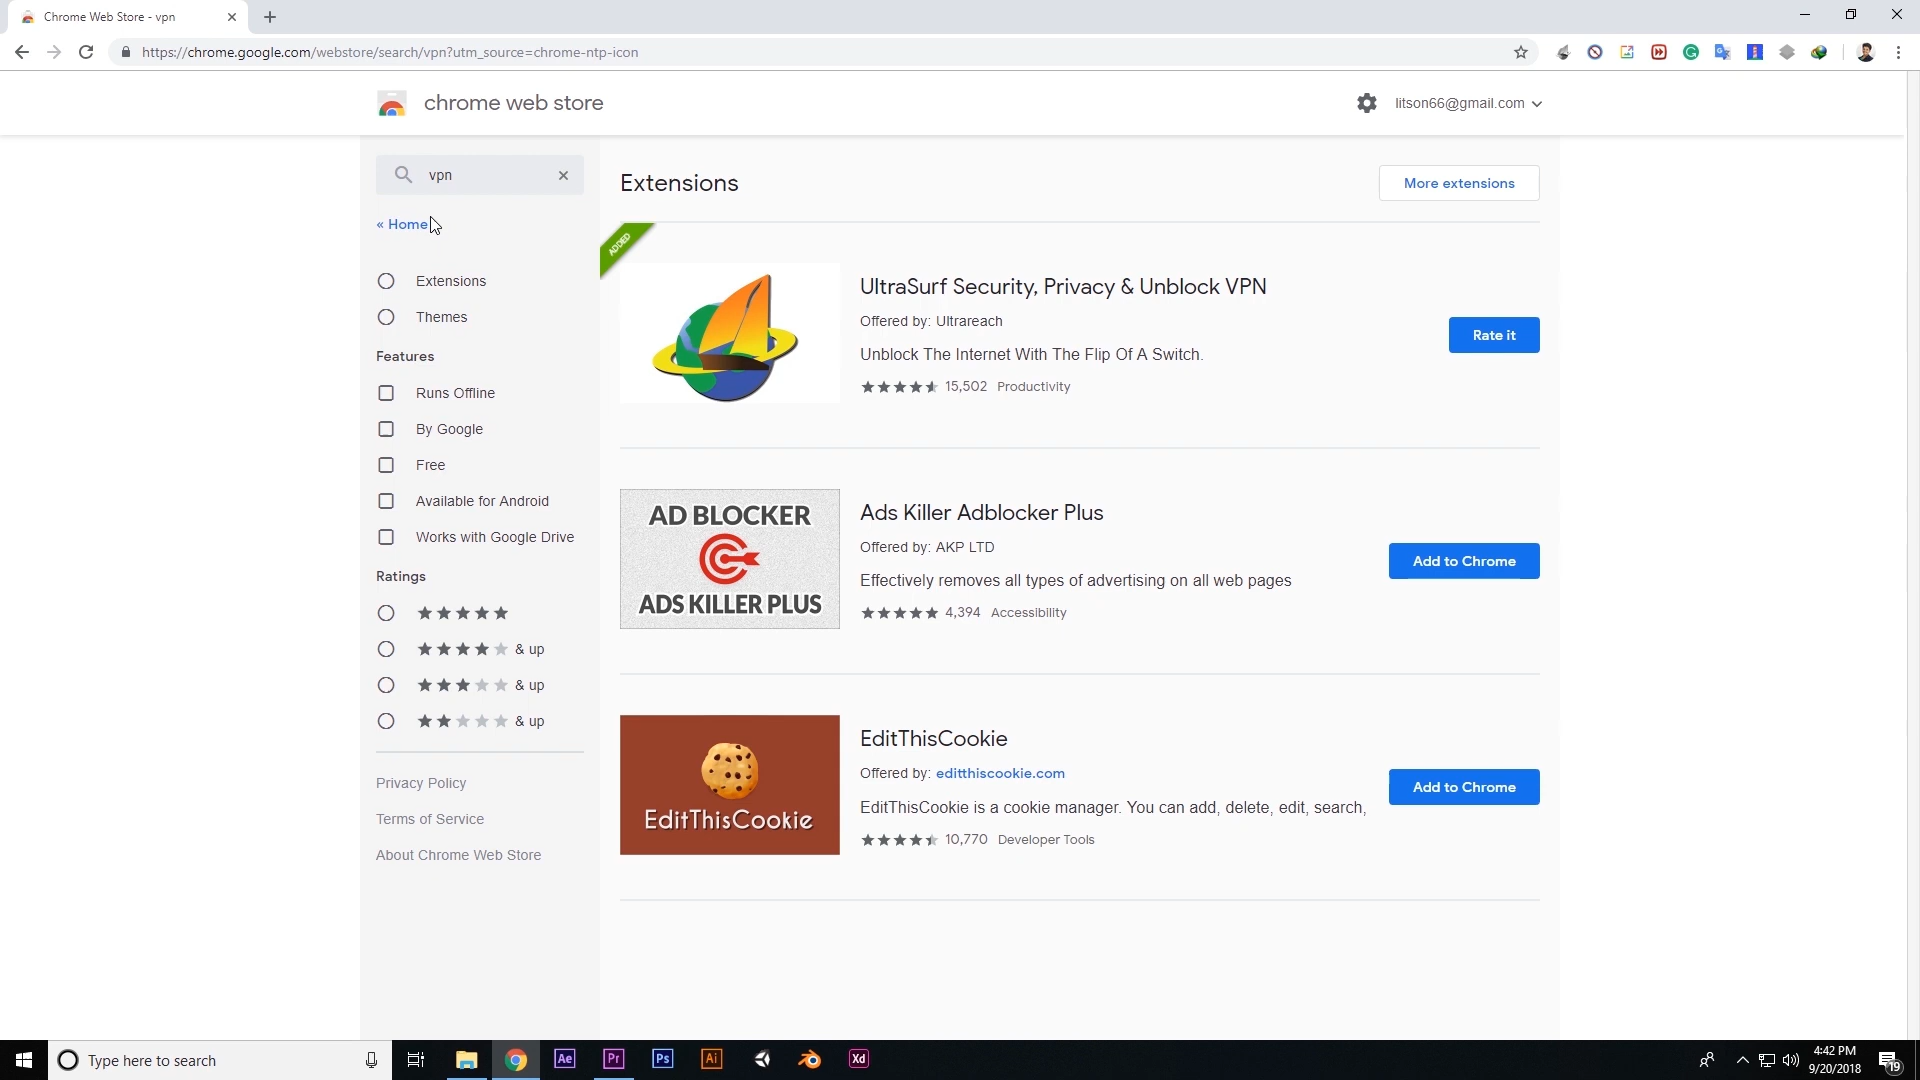 Chrome Web Store - vpn
https://chrome.google.com/webstore/search/vpn?utm_source=chrome-ntp-icon
chrome web store
litson66@gmail.com
vpn
« Home
Extensions
Themes
Features
Runs Offline
By Google
Free
Available for Android
Works with Google Drive
Ratings
& up
& up
& up
Privacy Policy
Terms of Service
About Chrome Web Store
Extensions
More extensions
ADDED
UltraSurf Security, Privacy & Unblock VPN
Offered by: Ultrareach
Unblock The Internet With The Flip Of A Switch.
15,502 Productivity
Rate it
AD BLOCKER
ADS KILLER PLUS
Ads Killer Adblocker Plus
Offered by: AKP LTD
Effectively removes all types of advertising on all web pages
4,394 Accessibility
Add to Chrome
EditThisCookie
EditThisCookie
Offered by: editthiscookie.com
EditThisCookie is a cookie manager. You can add, delete, edit, search,
10,770 Developer Tools
Add to Chrome
Type here to search
Ae
Pr
Ps
Ai
Xd
4:42 PM
9/20/2018
19